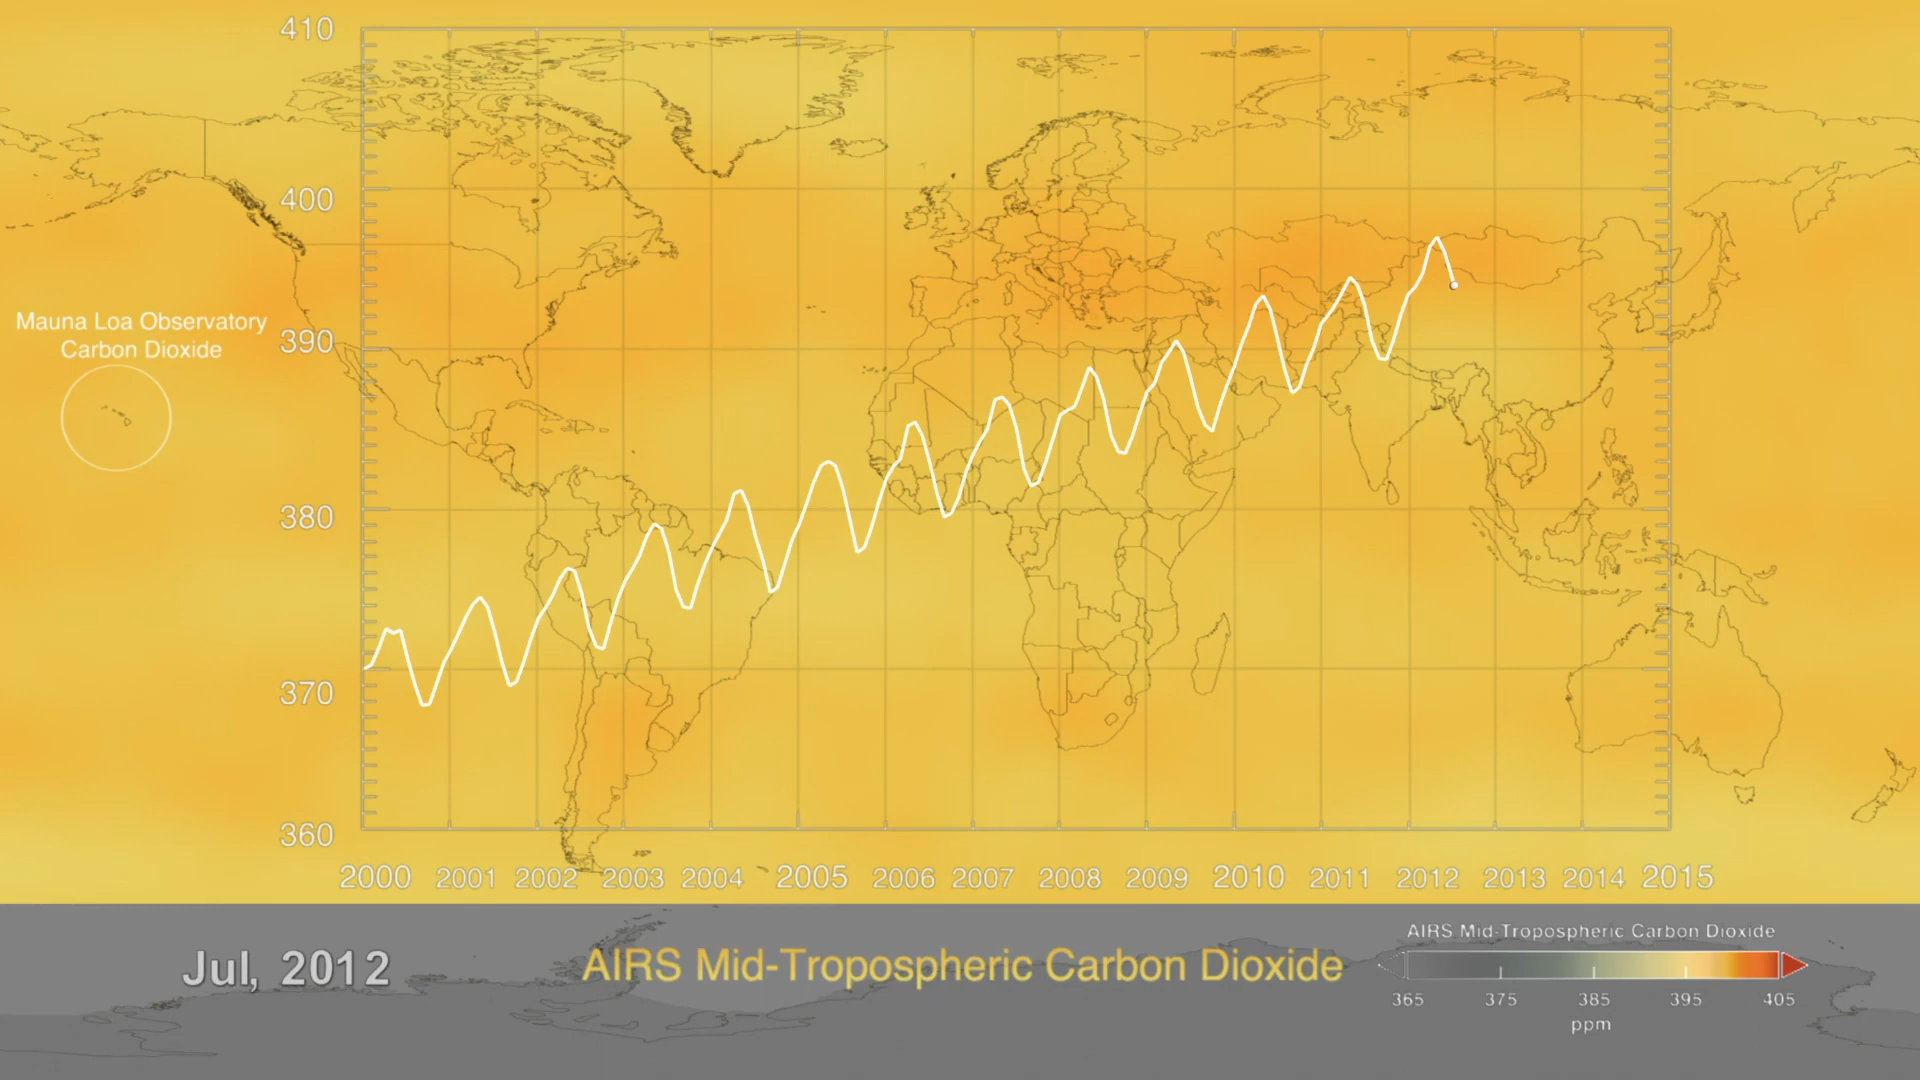 410
400
Mauna Loa Observatory
Carbon Dioxide
390
380
370
360
2000 2001 2002 2003 2004 2005 2006 2007 2008 2009 2010 2011 2012 2013 2014 2015
Jul, 2012
AIRS Mid-Tropospheric Carbon Dioxide
AIRS Mid-Tropospheric Carbon Dioxide
365 375 385 395 405
ppm